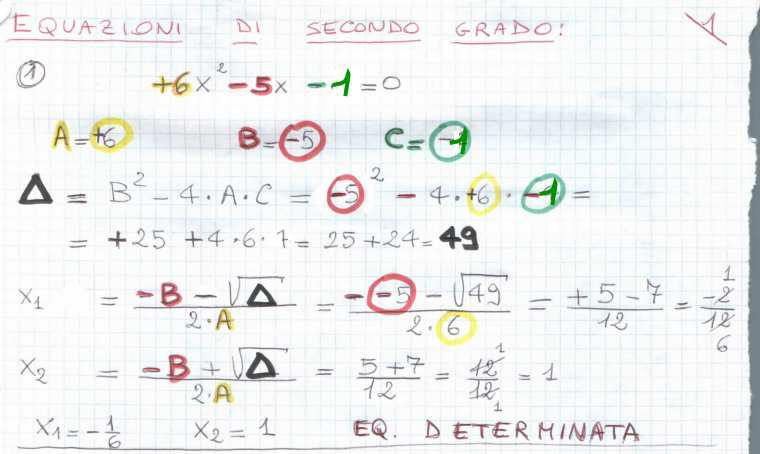 EQUAZIONI DI SECONDO GRADO: 1
① +6x² -5x -1 = 0
A = +6 B = -5 C = -1
Δ = B² - 4·A·C = -5² - 4·+6·-1 =
= +25 +4·6·1 = 25+24 = 49
X₁ = (-B - √Δ)/(2·A) = (- -5 - √49)/(2·6) = (+5-7)/12 = -2/12 1 6
X₂ = (-B + √Δ)/(2·A) = (5+7)/12 = 12/12 1 1 = 1
X₁ = -1/6 X₂ = 1 EQ. DETERMINATA